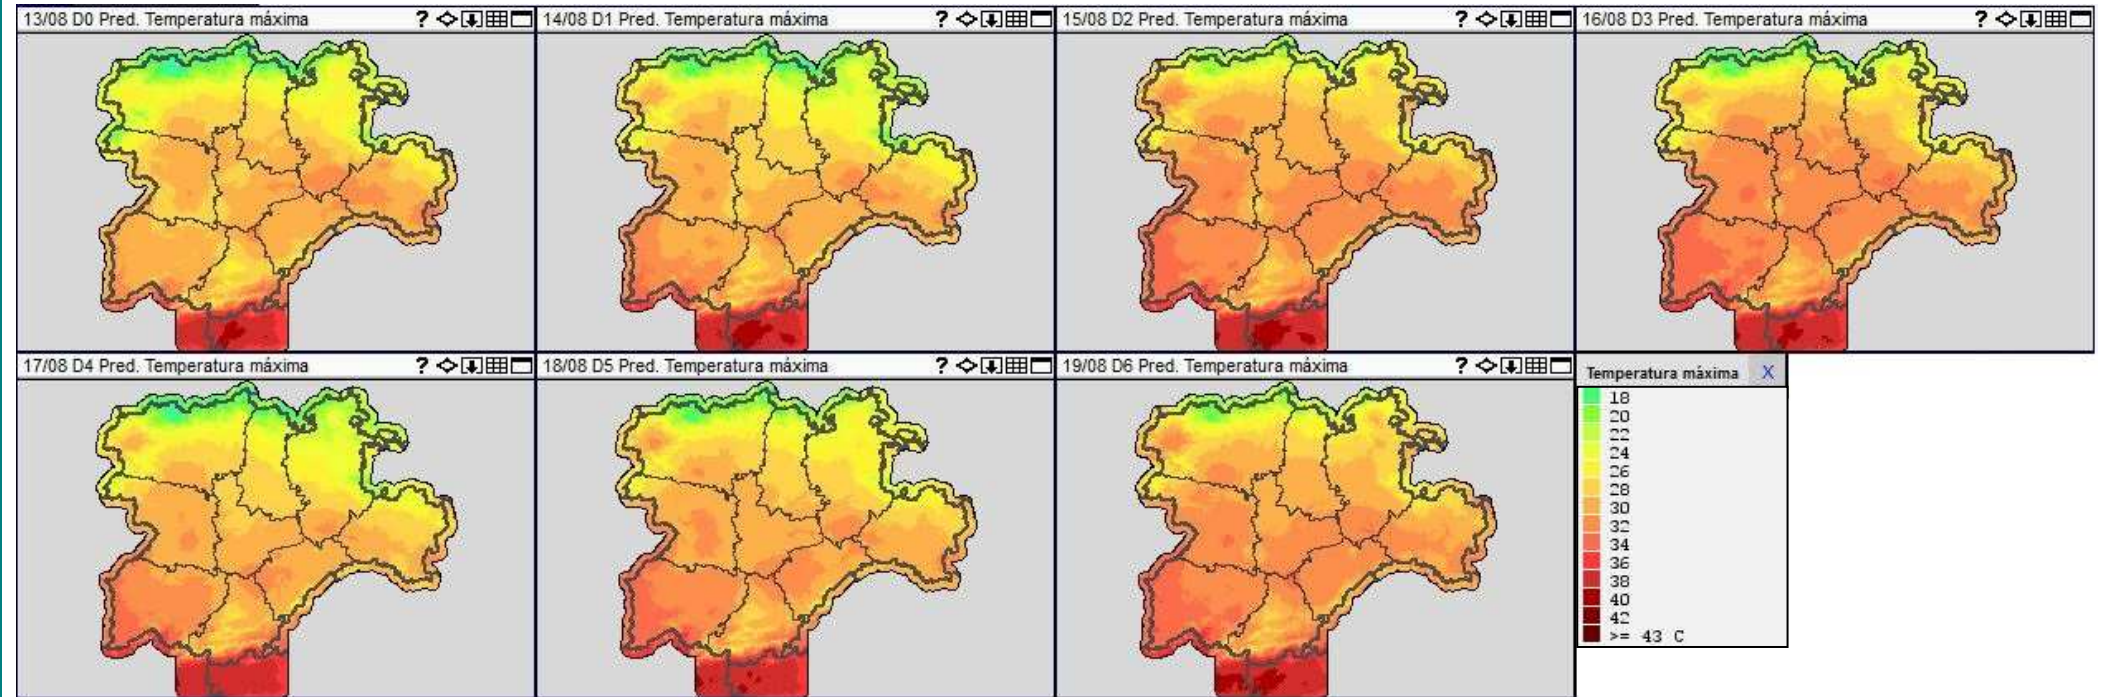 13/08 D0 Pred. Temperatura máxima ?
14/08 D1 Pred. Temperatura máxima ?
15/08 D2 Pred. Temperatura máxima ?
16/08 D3 Pred. Temperatura máxima ?
17/08 D4 Pred. Temperatura máxima ?
18/08 D5 Pred. Temperatura máxima ?
19/08 D6 Pred. Temperatura máxima ?
Temperatura máxima X
18
20
22
24
26
28
30
32
34
36
38
40
42
>= 43 C